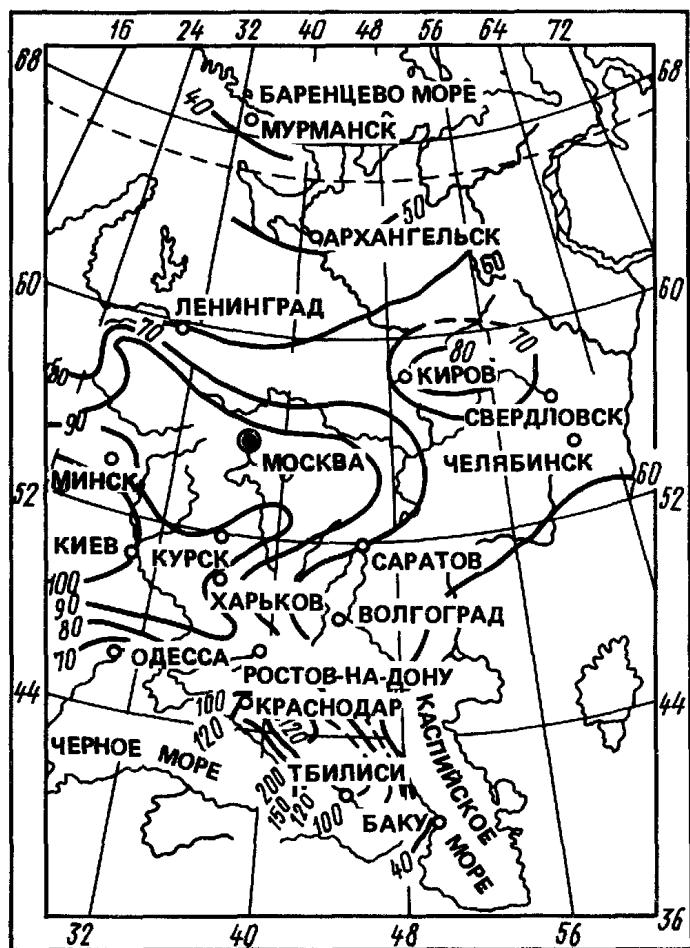 16 24 32 40 48 56 64 72
68 68
40
БАРЕНЦЕВО МОРЕ
МУРМАНСК
50
АРХАНГЕЛЬСК
60
60 60
ЛЕНИНГРАД
70 70
80
80
КИРОВ
90
СВЕРДЛОВСК
МОСКВА
ЧЕЛЯБИНСК
МИНСК
60
52 52
КИЕВ
КУРСК
САРАТОВ
100
90
ХАРЬКОВ
ВОЛГОГРАД
80
70
ОДЕССА
РОСТОВ-НА-ДОНУ
44 44
100
КРАСНОДАР
120
120
ЧЕРНОЕ МОРЕ
КАСПИЙСКОЕ МОРЕ
ТБИЛИСИ
200
150
120
100
БАКУ
40
36
32 40 48 56